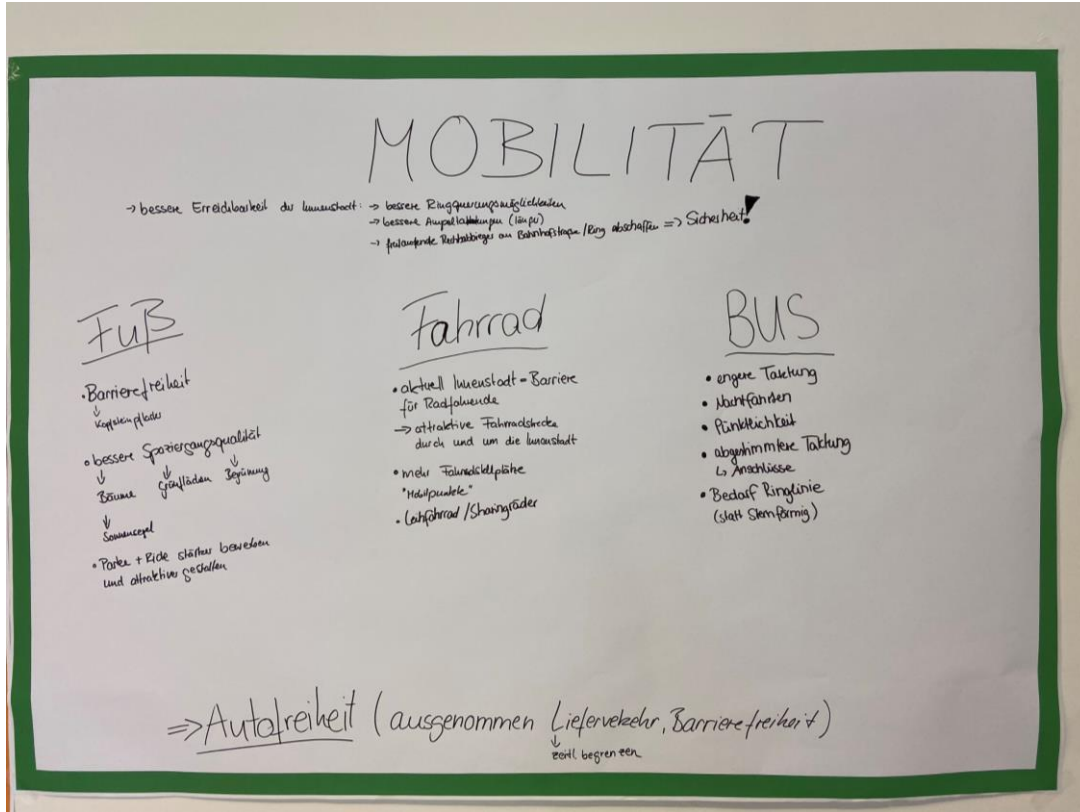 MOBILITÄT
→ bessere Erreichbarkeit der Innenstadt: → bessere Ringquerungsmöglichkeiten
→ bessere (länger)
→ freilaufende Rechtsabbieger am Bahnhofstraße/Ring abschaffen => Sicherheit!
Fuß
• Barrierefreiheit
↓
Kopfsteinpflaster
• bessere Spaziergangsqualität
↓ ↓ ↓
Bäume Grünflächen Begrünung
↓
Sonnensegel
• Park + Ride stärker bewerben
und attraktiver gestalten
Fahrrad
• aktuell Innenstadt = Barriere
für Radfahrende
→ attraktive Fahrradstrecke
durch und um die Innenstadt
• mehr Fahrradstellplätze
"Mobilpunkte"
• Leihfahrrad / Sharingräder
BUS
• engere Taktung
• Nachtfahrten
• Pünktlichkeit
• abgestimmtere Taktung
↳ Anschlüsse
• Bedarf Ringlinie
(statt Sternförmig)
=> Autofreiheit (ausgenommen Lieferverkehr, Barrierefreiheit)
↓
zeitl. begrenzen